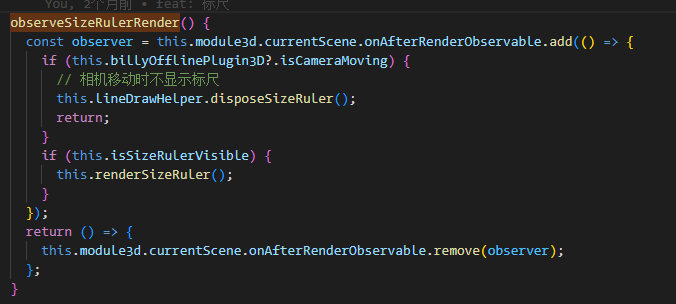 You, 2个月前 • feat: 标尺
observeSizeRulerRender() {
  const observer = this.module3d.currentScene.onAfterRenderObservable.add(() => {
    if (this.billyOfflinePlugin3D?.isCameraMoving) {
      // 相机移动时不显示标尺
      this.lineDrawHelper.disposeSizeRuler();
      return;
    }
    if (this.isSizeRulerVisible) {
      this.renderSizeRuler();
    }
  });
  return () => {
    this.module3d.currentScene.onAfterRenderObservable.remove(observer);
  };
}